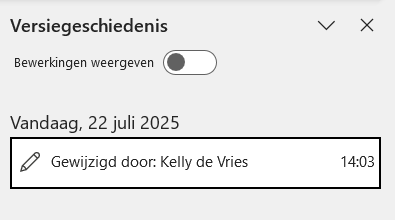 Versiegeschiedenis
Bewerkingen weergeven
Vandaag, 22 juli 2025
Gewijzigd door: Kelly de Vries 14:03